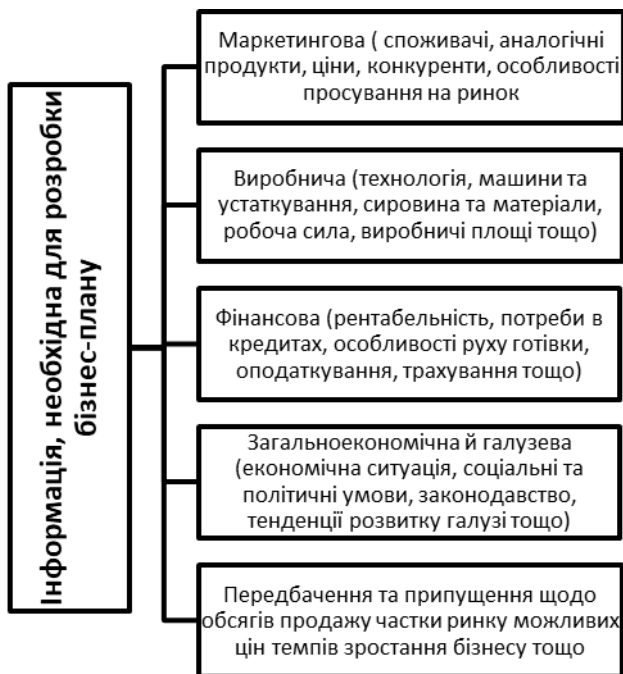 Інформація, необхідна для розробки
бізнес-плану
Маркетингова ( споживачі, аналогічні
продукти, ціни, конкуренти, особливості
просування на ринок
Виробнича (технологія, машини та
устаткування, сировина та матеріали,
робоча сила, виробничі площі тощо)
Фінансова (рентабельність, потреби в
кредитах, особливості руху готівки,
оподаткування, трахування тощо)
Загальноекономічна й галузева
(економічна ситуація, соціальні та
політичні умови, законодавство,
тенденції розвитку галузі тощо)
Передбачення та припущення щодо
обсягів продажу частки ринку можливих
цін темпів зростання бізнесу тощо